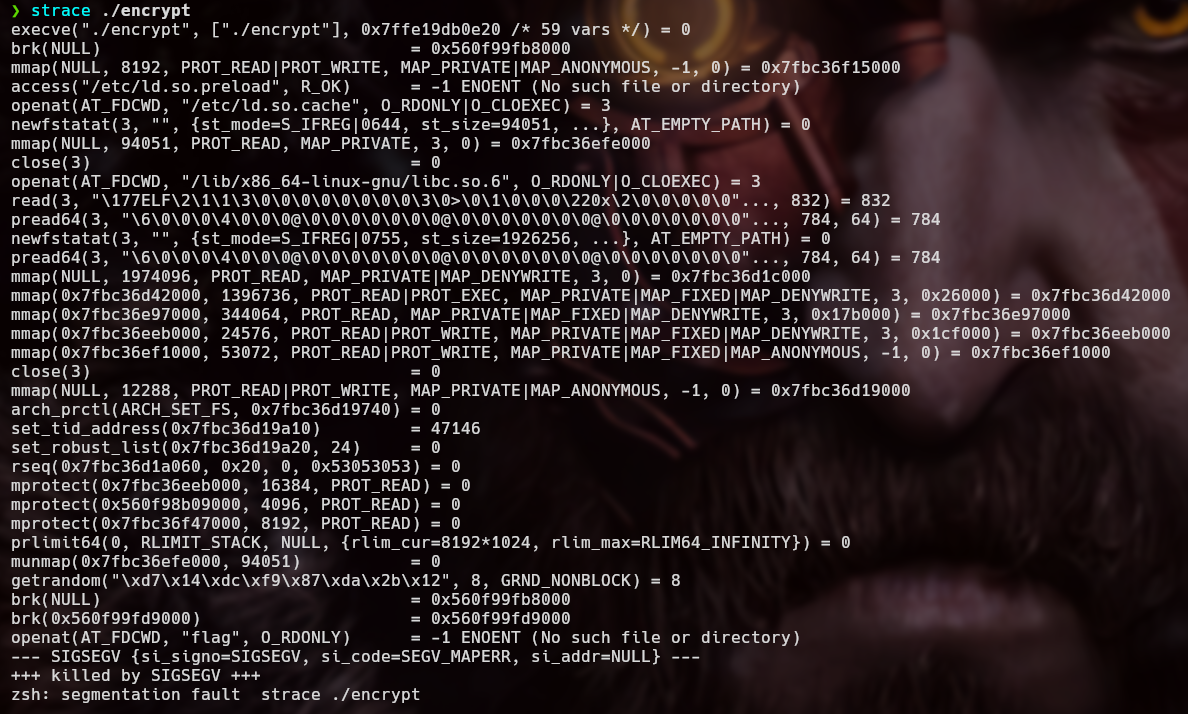 ❯ strace ./encrypt
execve("./encrypt", ["./encrypt"], 0x7ffe19db0e20 /* 59 vars */) = 0
brk(NULL)                               = 0x560f99fb8000
mmap(NULL, 8192, PROT_READ|PROT_WRITE, MAP_PRIVATE|MAP_ANONYMOUS, -1, 0) = 0x7fbc36f15000
access("/etc/ld.so.preload", R_OK)      = -1 ENOENT (No such file or directory)
openat(AT_FDCWD, "/etc/ld.so.cache", O_RDONLY|O_CLOEXEC) = 3
newfstatat(3, "", {st_mode=S_IFREG|0644, st_size=94051, ...}, AT_EMPTY_PATH) = 0
mmap(NULL, 94051, PROT_READ, MAP_PRIVATE, 3, 0) = 0x7fbc36efe000
close(3)                                = 0
openat(AT_FDCWD, "/lib/x86_64-linux-gnu/libc.so.6", O_RDONLY|O_CLOEXEC) = 3
read(3, "\177ELF\2\1\1\3\0\0\0\0\0\0\0\0\3\0>\0\1\0\0\0\220x\2\0\0\0\0\0"..., 832) = 832
pread64(3, "\6\0\0\0\4\0\0\0@\0\0\0\0\0\0\0@\0\0\0\0\0\0\0@\0\0\0\0\0\0\0"..., 784, 64) = 784
newfstatat(3, "", {st_mode=S_IFREG|0755, st_size=1926256, ...}, AT_EMPTY_PATH) = 0
pread64(3, "\6\0\0\0\4\0\0\0@\0\0\0\0\0\0\0@\0\0\0\0\0\0\0@\0\0\0\0\0\0\0"..., 784, 64) = 784
mmap(NULL, 1974096, PROT_READ, MAP_PRIVATE|MAP_DENYWRITE, 3, 0) = 0x7fbc36d1c000
mmap(0x7fbc36d42000, 1396736, PROT_READ|PROT_EXEC, MAP_PRIVATE|MAP_FIXED|MAP_DENYWRITE, 3, 0x26000) = 0x7fbc36d42000
mmap(0x7fbc36e97000, 344064, PROT_READ, MAP_PRIVATE|MAP_FIXED|MAP_DENYWRITE, 3, 0x17b000) = 0x7fbc36e97000
mmap(0x7fbc36eeb000, 24576, PROT_READ|PROT_WRITE, MAP_PRIVATE|MAP_FIXED|MAP_DENYWRITE, 3, 0x1cf000) = 0x7fbc36eeb000
mmap(0x7fbc36ef1000, 53072, PROT_READ|PROT_WRITE, MAP_PRIVATE|MAP_FIXED|MAP_ANONYMOUS, -1, 0) = 0x7fbc36ef1000
close(3)                                = 0
mmap(NULL, 12288, PROT_READ|PROT_WRITE, MAP_PRIVATE|MAP_ANONYMOUS, -1, 0) = 0x7fbc36d19000
arch_prctl(ARCH_SET_FS, 0x7fbc36d19740) = 0
set_tid_address(0x7fbc36d19a10)         = 47146
set_robust_list(0x7fbc36d19a20, 24)     = 0
rseq(0x7fbc36d1a060, 0x20, 0, 0x53053053) = 0
mprotect(0x7fbc36eeb000, 16384, PROT_READ) = 0
mprotect(0x560f98b09000, 4096, PROT_READ) = 0
mprotect(0x7fbc36f47000, 8192, PROT_READ) = 0
prlimit64(0, RLIMIT_STACK, NULL, {rlim_cur=8192*1024, rlim_max=RLIM64_INFINITY}) = 0
munmap(0x7fbc36efe000, 94051)           = 0
getrandom("\xd7\x14\xdc\xf9\x87\xda\x2b\x12", 8, GRND_NONBLOCK) = 8
brk(NULL)                               = 0x560f99fb8000
brk(0x560f99fd9000)                     = 0x560f99fd9000
openat(AT_FDCWD, "flag", O_RDONLY)      = -1 ENOENT (No such file or directory)
--- SIGSEGV {si_signo=SIGSEGV, si_code=SEGV_MAPERR, si_addr=NULL} ---
+++ killed by SIGSEGV +++
zsh: segmentation fault  strace ./encrypt